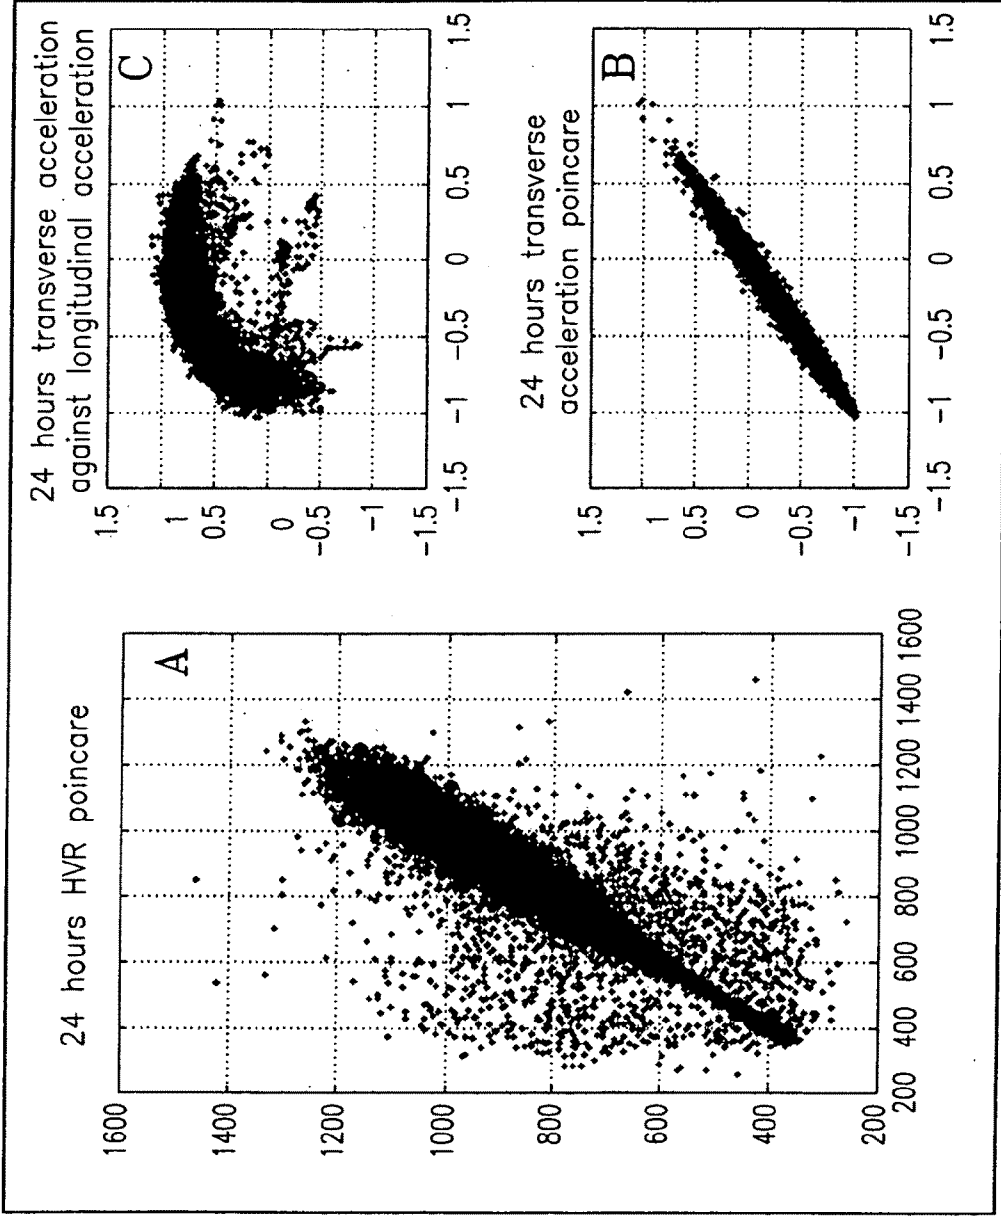 24 hours HVR poincare
A
1600
1400
1200
1000
800
600
400
200
200 400 600 800 1000 1200 1400 1600
24 hours transverse acceleration
against longitudinal acceleration
C
1.5
1
0.5
0
-0.5
-1
-1.5
-1.5 -1 -0.5 0 0.5 1 1.5
24 hours transverse
acceleration poincare
B
1.5
1
0.5
0
-0.5
-1
-1.5
-1.5 -1 -0.5 0 0.5 1 1.5